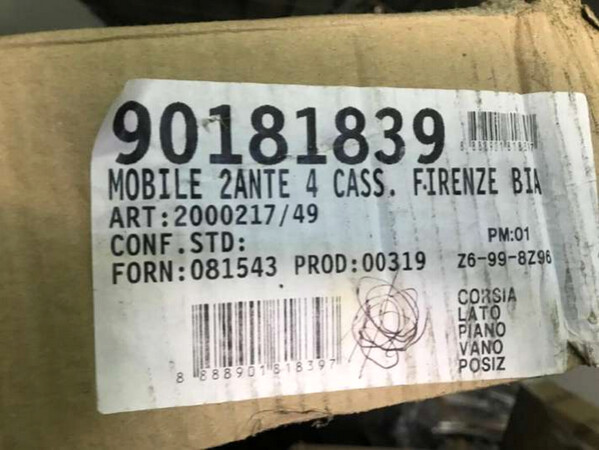 90181839
MOBILE 2ANTE 4 CASS. FIRENZE BIA
ART:2000217/49
CONF.STD:
PM:01
FORN:081543 PROD:00319 Z6-99-8Z96
CORSIA
LATO
PIANO
VANO
POSIZ
8 888901 818397